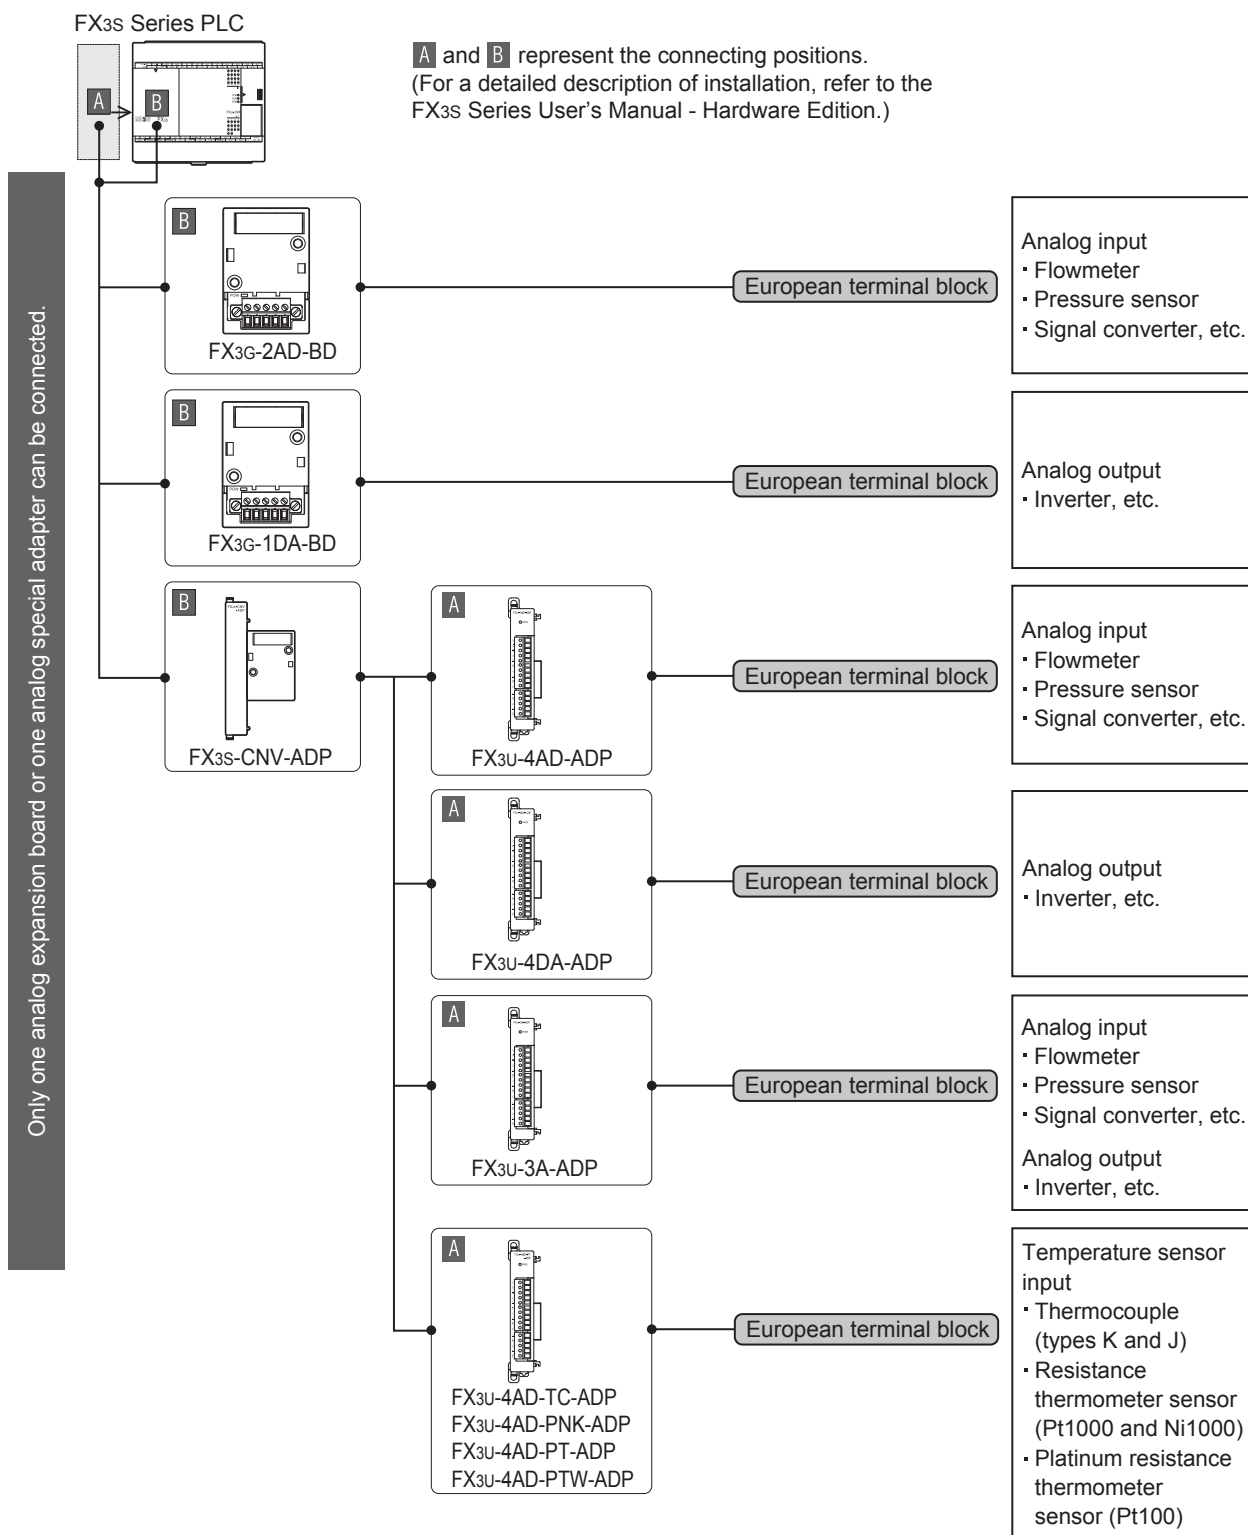 FX3S Series PLC
A and B represent the connecting positions.
(For a detailed description of installation, refer to the
FX3S Series User's Manual - Hardware Edition.)
A
B
Only one analog expansion board or one analog special adapter can be connected.
B
FX3G-2AD-BD
European terminal block
Analog input
· Flowmeter
· Pressure sensor
· Signal converter, etc.
B
FX3G-1DA-BD
European terminal block
Analog output
· Inverter, etc.
B
FX3S-CNV-ADP
A
FX3U-4AD-ADP
European terminal block
Analog input
· Flowmeter
· Pressure sensor
· Signal converter, etc.
A
FX3U-4DA-ADP
European terminal block
Analog output
· Inverter, etc.
A
FX3U-3A-ADP
European terminal block
Analog input
· Flowmeter
· Pressure sensor
· Signal converter, etc.
Analog output
· Inverter, etc.
A
FX3U-4AD-TC-ADP
FX3U-4AD-PNK-ADP
FX3U-4AD-PT-ADP
FX3U-4AD-PTW-ADP
European terminal block
Temperature sensor
input
· Thermocouple
(types K and J)
· Resistance
thermometer sensor
(Pt1000 and Ni1000)
· Platinum resistance
thermometer
sensor (Pt100)